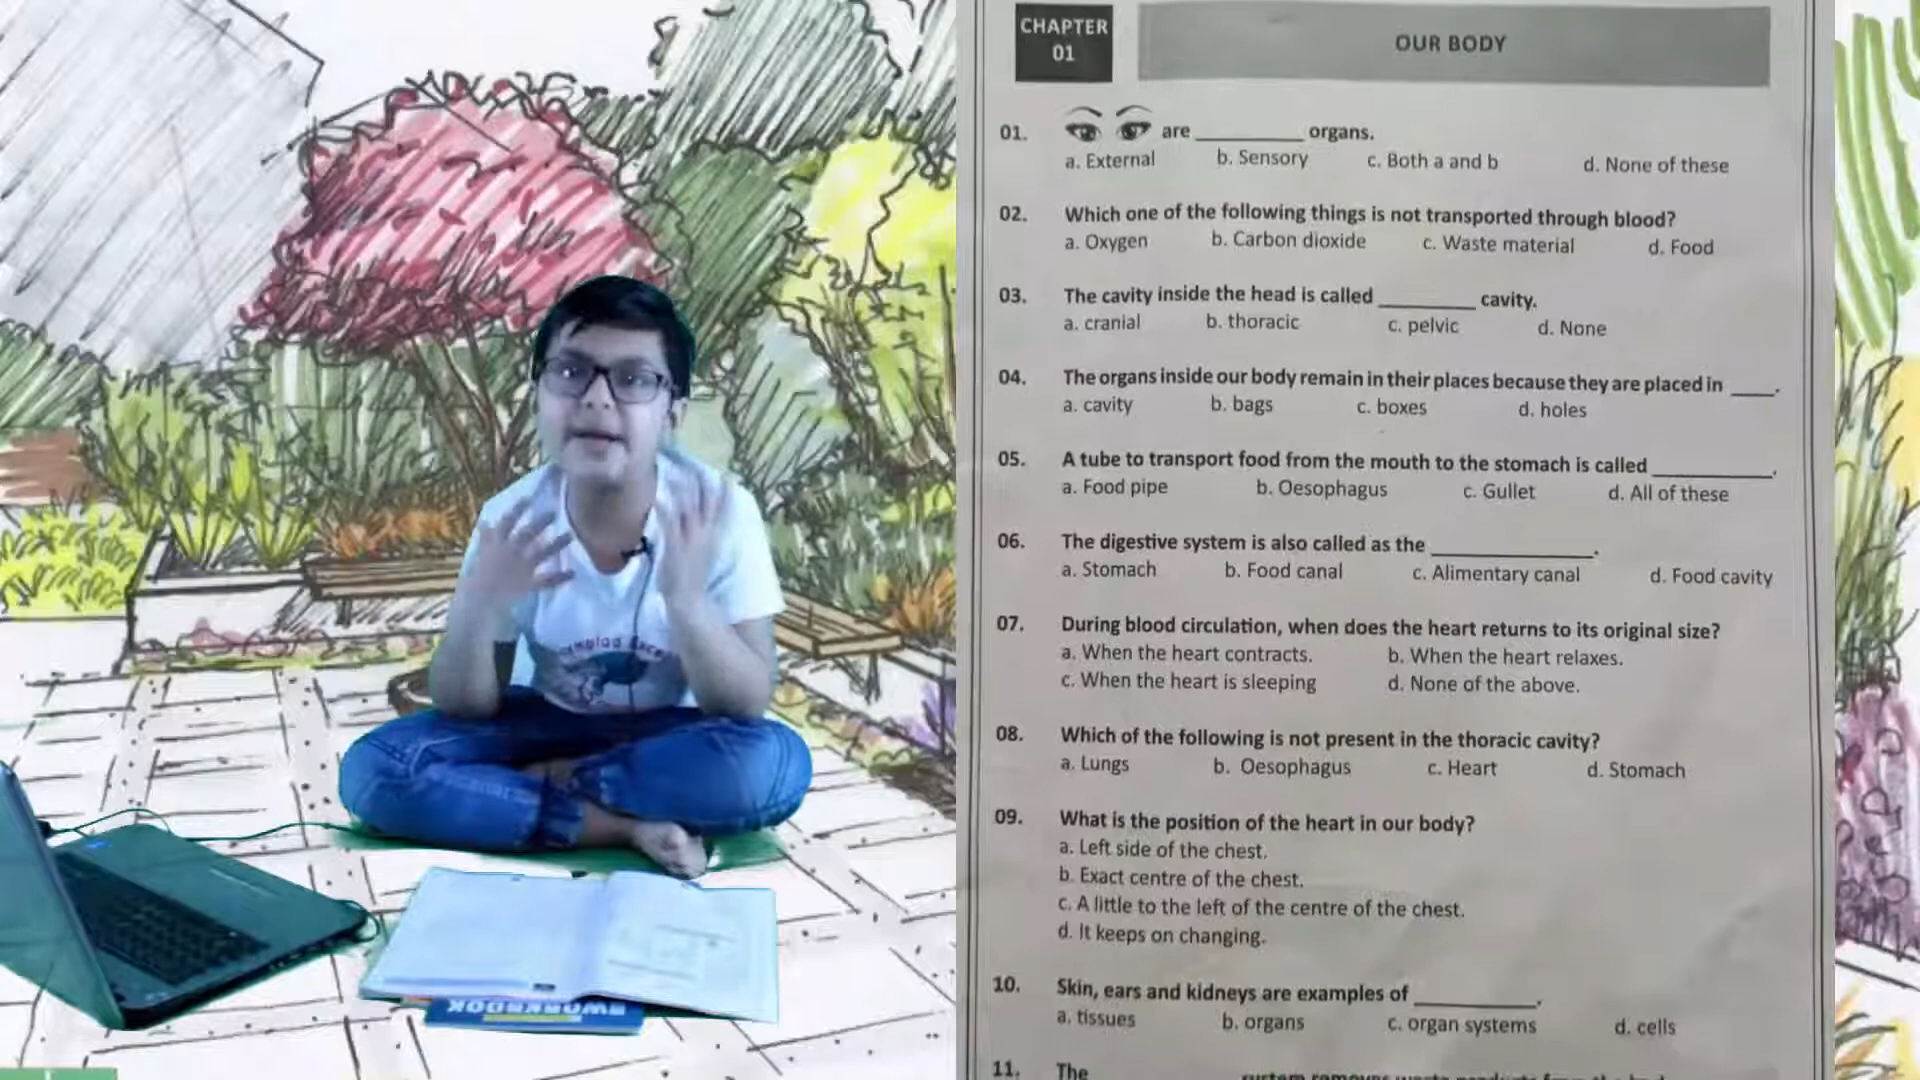 CHAPTER
01
OUR BODY
01. are __________ organs.
a. External b. Sensory c. Both a and b d. None of these
02. Which one of the following things is not transported through blood?
a. Oxygen b. Carbon dioxide c. Waste material d. Food
03. The cavity inside the head is called _________ cavity.
a. cranial b. thoracic c. pelvic d. None
04. The organs inside our body remain in their places because they are placed in ____.
a. cavity b. bags c. boxes d. holes
05. A tube to transport food from the mouth to the stomach is called ___________.
a. Food pipe b. Oesophagus c. Gullet d. All of these
06. The digestive system is also called as the _______________.
a. Stomach b. Food canal c. Alimentary canal d. Food cavity
07. During blood circulation, when does the heart returns to its original size?
a. When the heart contracts. b. When the heart relaxes.
c. When the heart is sleeping d. None of the above.
08. Which of the following is not present in the thoracic cavity?
a. Lungs b. Oesophagus c. Heart d. Stomach
09. What is the position of the heart in our body?
a. Left side of the chest.
b. Exact centre of the chest.
c. A little to the left of the centre of the chest.
d. It keeps on changing.
10. Skin, ears and kidneys are examples of ___________.
a. tissues b. organs c. organ systems d. cells
11. The
WORKBOOK